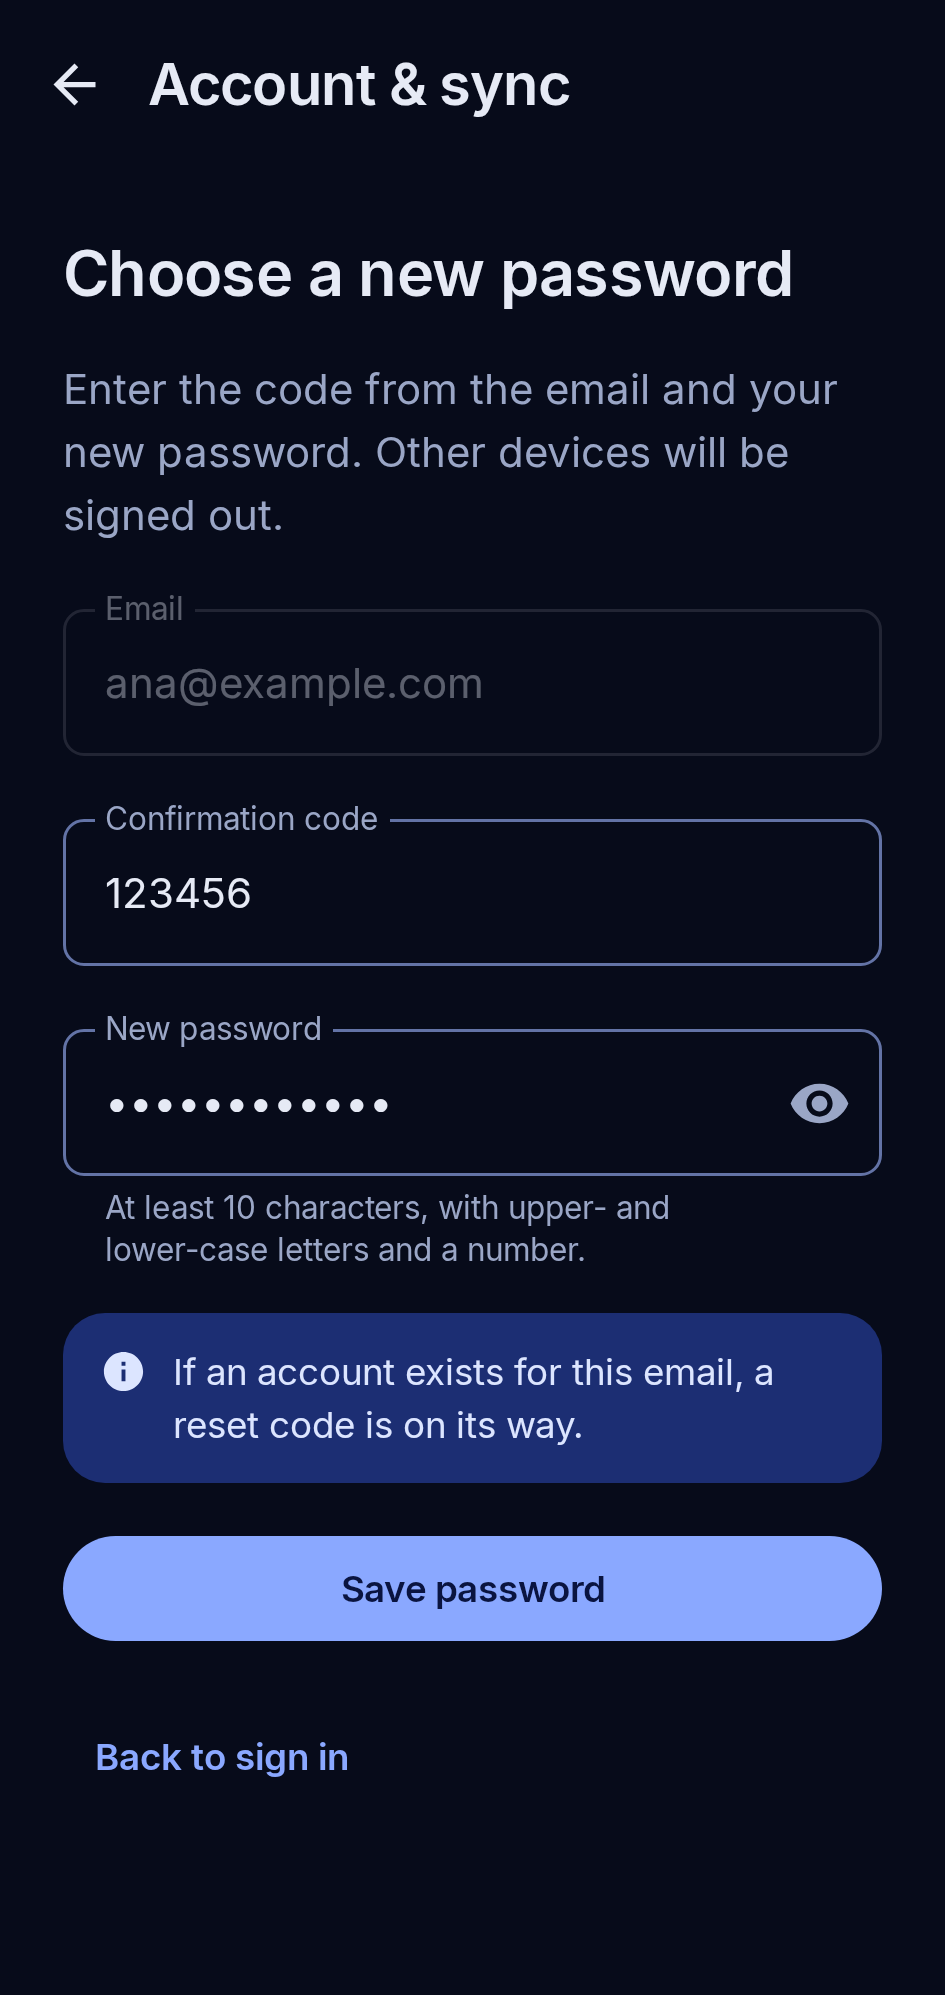 Account & sync
Choose a new password
Enter the code from the email and your
new password. Other devices will be
signed out.
Email
ana@example.com
Confirmation code
123456
New password
••••••••••••
At least 10 characters, with upper- and
lower-case letters and a number.
If an account exists for this email, a
reset code is on its way.
Save password
Back to sign in